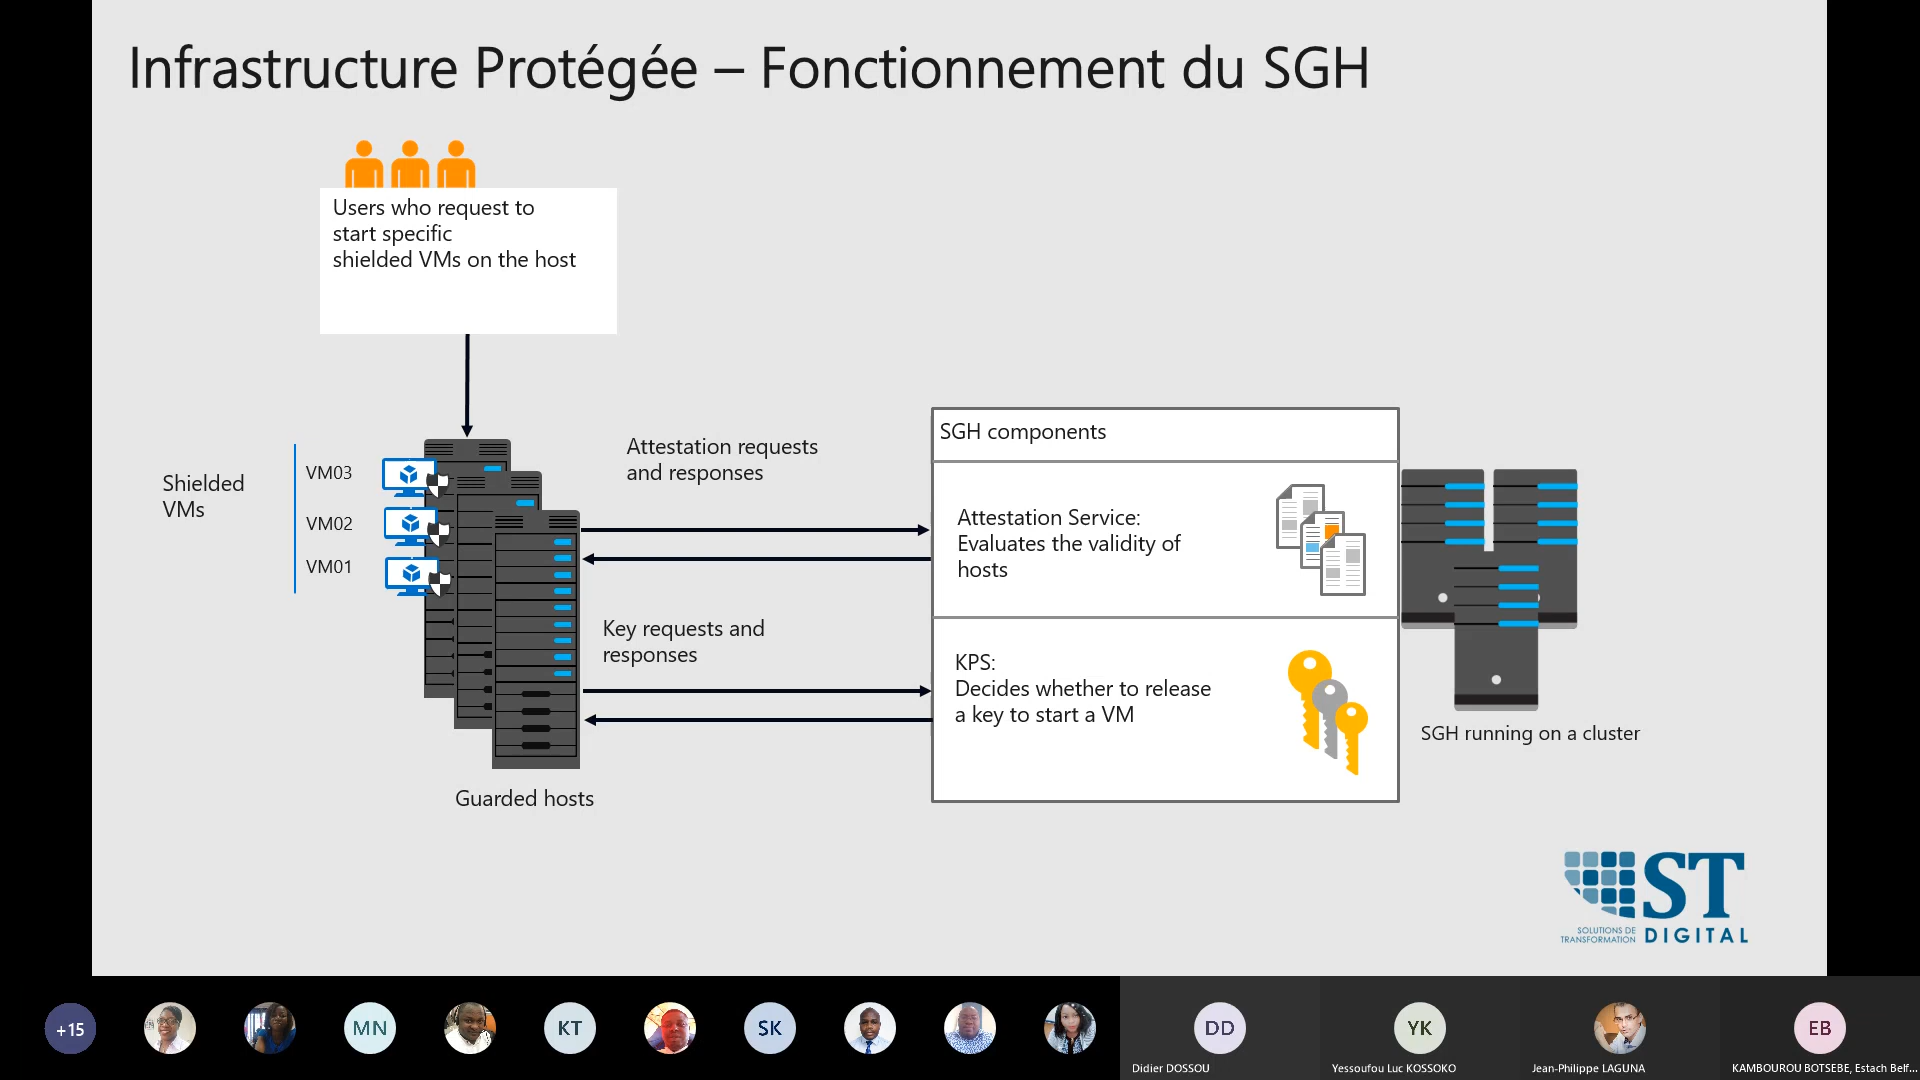 Infrastructure Protégée – Fonctionnement du SGH
Users who request to
start specific
shielded VMs on the host
Shielded
VMs
VM03
VM02
VM01
Attestation requests
and responses
Key requests and
responses
Guarded hosts
SGH components
Attestation Service:
Evaluates the validity of
hosts
KPS:
Decides whether to release
a key to start a VM
SGH running on a cluster
ST
SOLUTIONS DE
TRANSFORMATION
DIGITAL
+15
MN
KT
SK
DD
Didier DOSSOU
YK
Yessoufou Luc KOSSOKO
Jean-Philippe LAGUNA
EB
KAMBOUROU BOTSEBE, Estach Belf...